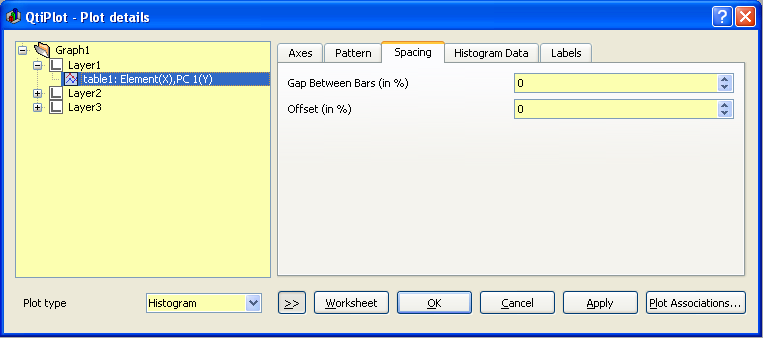 QtiPlot - Plot details
Graph1
Layer1
table1: Element(X),PC 1(Y)
Layer2
Layer3
Axes Pattern Spacing Histogram Data Labels
Gap Between Bars (in %) 0
Offset (in %) 0
Plot type Histogram >> Worksheet OK Cancel Apply Plot Associations...